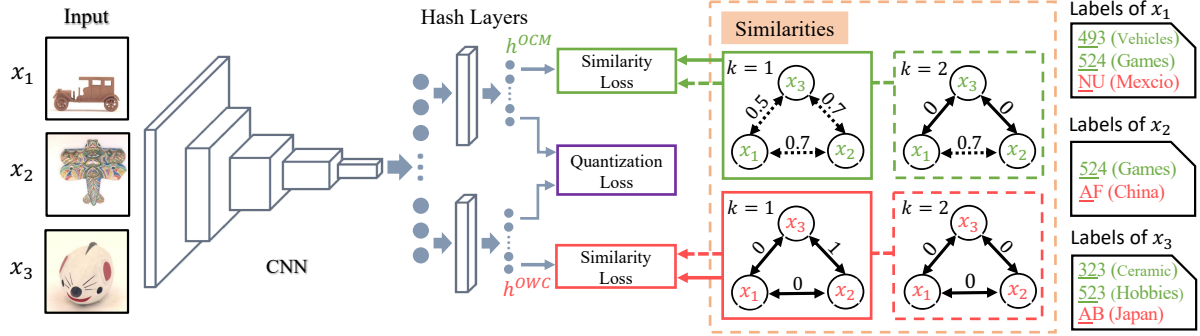 Input
x1
x2
x3
CNN
Hash Layers
h^OCM
h^OWC
Similarity
Loss
Quantization
Loss
Similarity
Loss
Similarities
k = 1
x3
0.5
0.7
x1
0.7
x2
k = 2
x3
0
0
x1
0.7
x2
k = 1
x3
0
1
x1
0
x2
k = 2
x3
0
0
x1
0
x2
Labels of x1
493 (Vehicles)
524 (Games)
NU (Mexcio)
Labels of x2
524 (Games)
AF (China)
Labels of x3
323 (Ceramic)
523 (Hobbies)
AB (Japan)